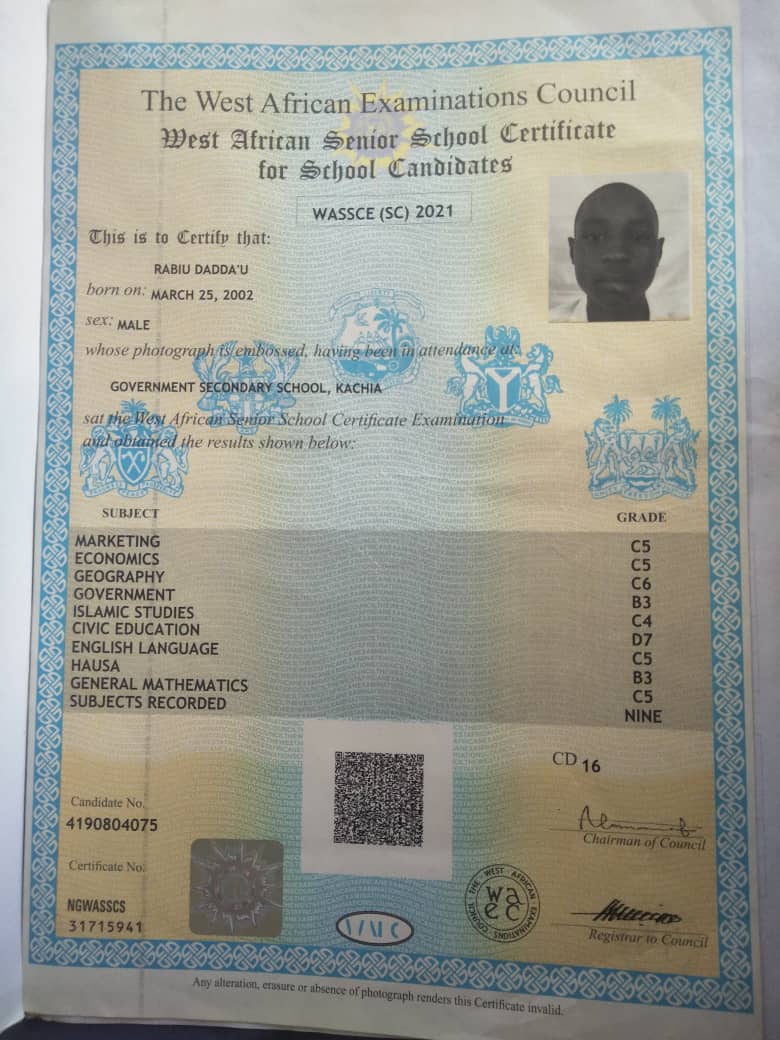 The West African Examinations Council
West African Senior School Certificate
for School Candidates
WASSCE (SC) 2021
This is to Certify that:
RABIU DADDA'U
born on: MARCH 25, 2002
sex: MALE
whose photograph is embossed, having been in attendance at
GOVERNMENT SECONDARY SCHOOL, KACHIA
sat the West African Senior School Certificate Examination
and obtained the results shown below:
SUBJECT GRADE
MARKETING C5
ECONOMICS C5
GEOGRAPHY C6
GOVERNMENT B3
ISLAMIC STUDIES C4
CIVIC EDUCATION D7
ENGLISH LANGUAGE C5
HAUSA B3
GENERAL MATHEMATICS C5
SUBJECTS RECORDED NINE
CD 16
Candidate No.
4190804075
Chairman of Council
Certificate No.
NGWASSCS
31715941
THE WEST AFRICAN EXAMINATIONS COUNCIL
waec
Registrar to Council
Any alteration, erasure or absence of photograph renders this Certificate invalid.